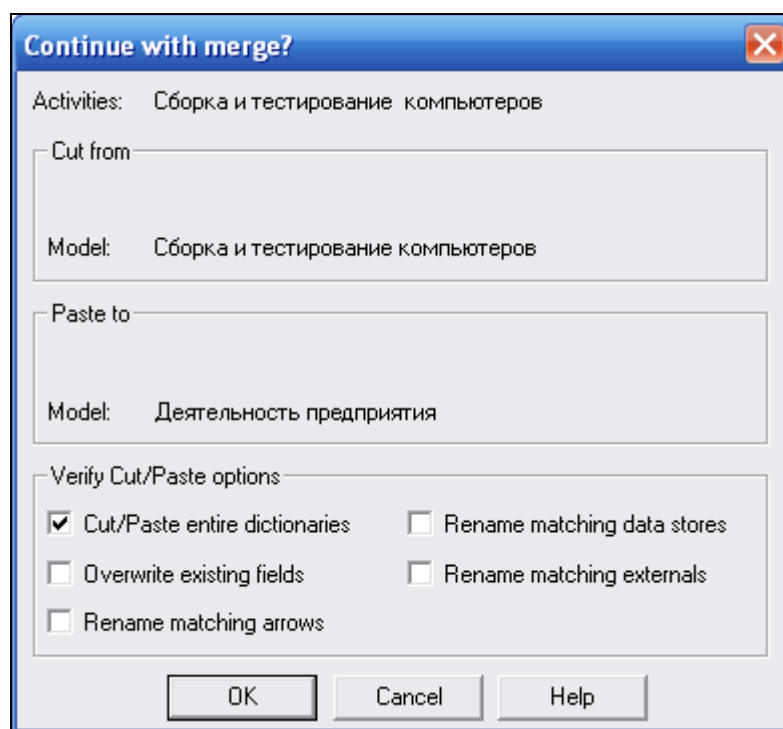 Continue with merge?
Activities: Сборка и тестирование компьютеров
Cut from
Model: Сборка и тестирование компьютеров
Paste to
Model: Деятельность предприятия
Verify Cut/Paste options
Cut/Paste entire dictionaries Rename matching data stores
Overwrite existing fields Rename matching externals
Rename matching arrows
OK Cancel Help